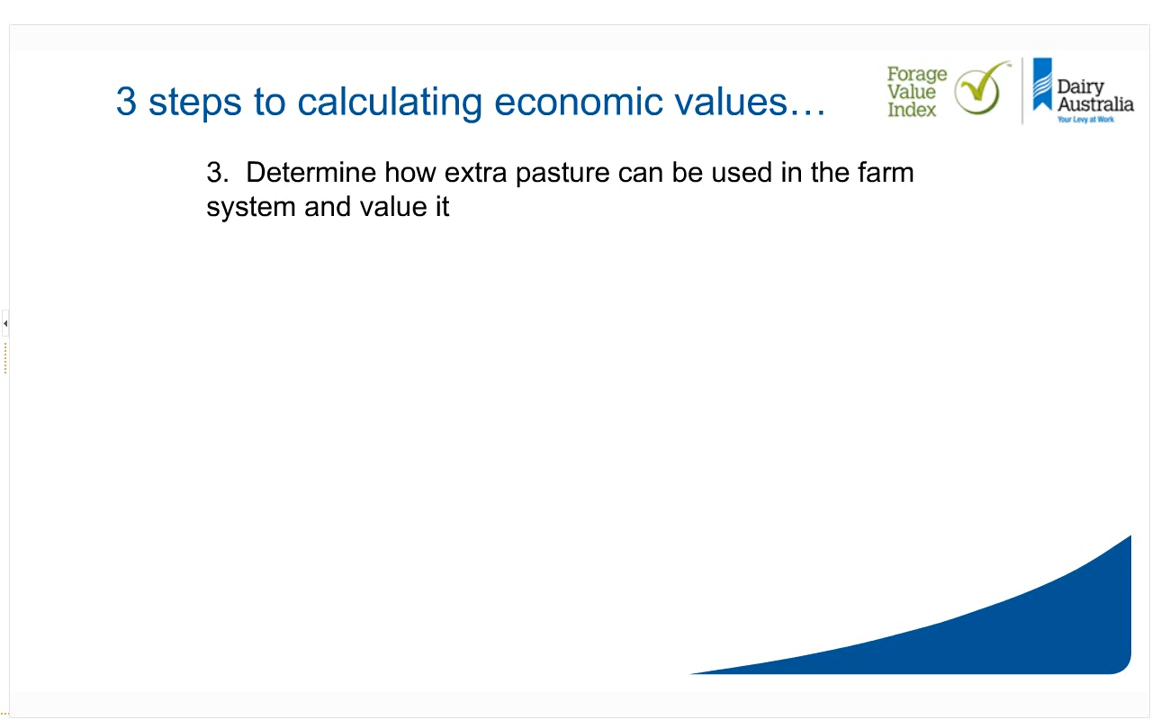 3 steps to calculating economic values…
Forage
Value
Index
™
Dairy
Australia
Your Levy at Work
3. Determine how extra pasture can be used in the farm
system and value it